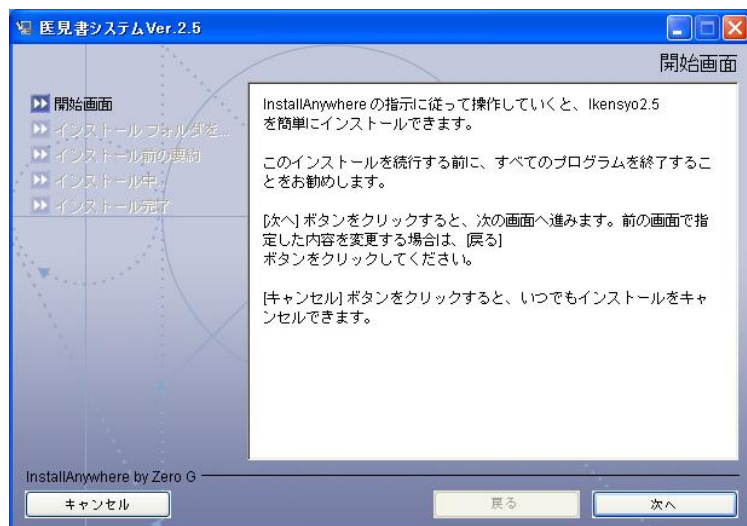 医見書システムVer.2.5
開始画面
開始画面
インストール フォルダを...
インストール前の要約
インストール中...
インストール完了
InstallAnywhere の指示に従って操作していくと、Ikensyo2.5
を簡単にインストールできます。
このインストールを続行する前に、すべてのプログラムを終了するこ
とをお勧めします。
[次へ] ボタンをクリックすると、次の画面へ進みます。前の画面で指
定した内容を変更する場合は、[戻る]
ボタンをクリックしてください。
[キャンセル] ボタンをクリックすると、いつでもインストールをキャ
ンセルできます。
InstallAnywhere by Zero G
キャンセル
戻る
次へ